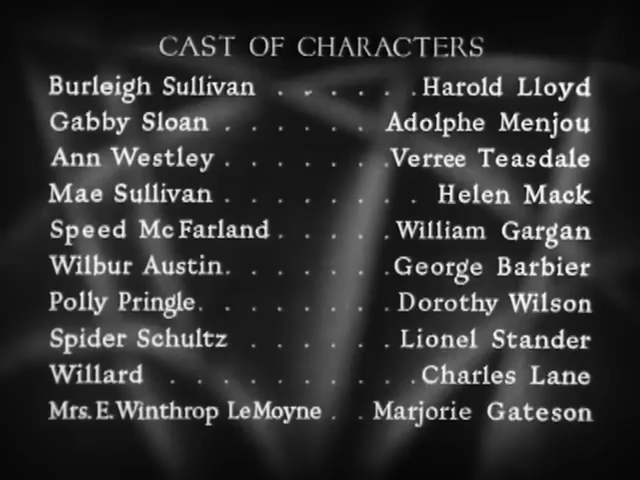 CAST OF CHARACTERS
Burleigh Sullivan . . . . . . Harold Lloyd
Gabby Sloan . . . . . . Adolphe Menjou
Ann Westley . . . . . . Verree Teasdale
Mae Sullivan . . . . . . . . Helen Mack
Speed McFarland . . . . . William Gargan
Wilbur Austin . . . . . . . George Barbier
Polly Pringle . . . . . . . . Dorothy Wilson
Spider Schultz . . . . . . Lionel Stander
Willard . . . . . . . . . . Charles Lane
Mrs. E. Winthrop LeMoyne . . Marjorie Gateson